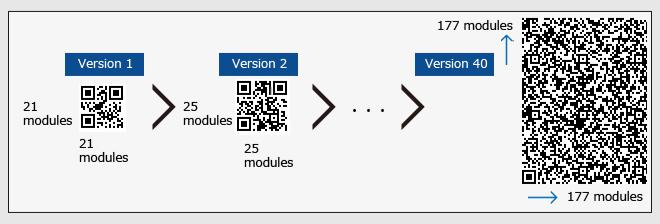 177 modules
Version 1
Version 2
Version 40
21
modules
25
modules
. . .
21
modules
25
modules
177 modules